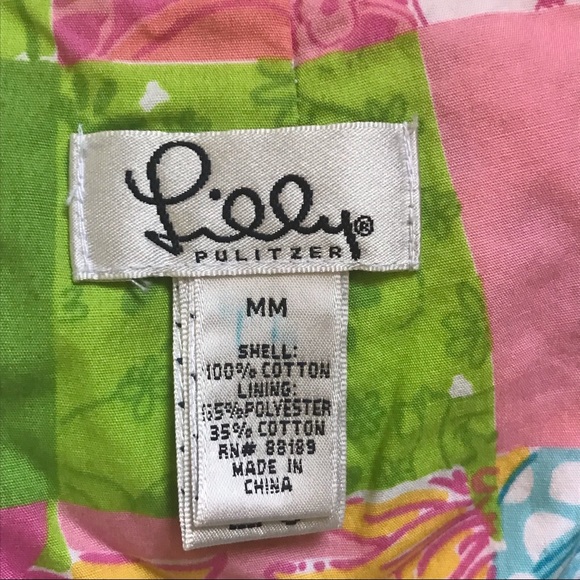 Lilly®
PULITZER
MM
SHELL:
100% COTTON
LINING:
65% POLYESTER
35% COTTON
RN# 88189
MADE IN
CHINA